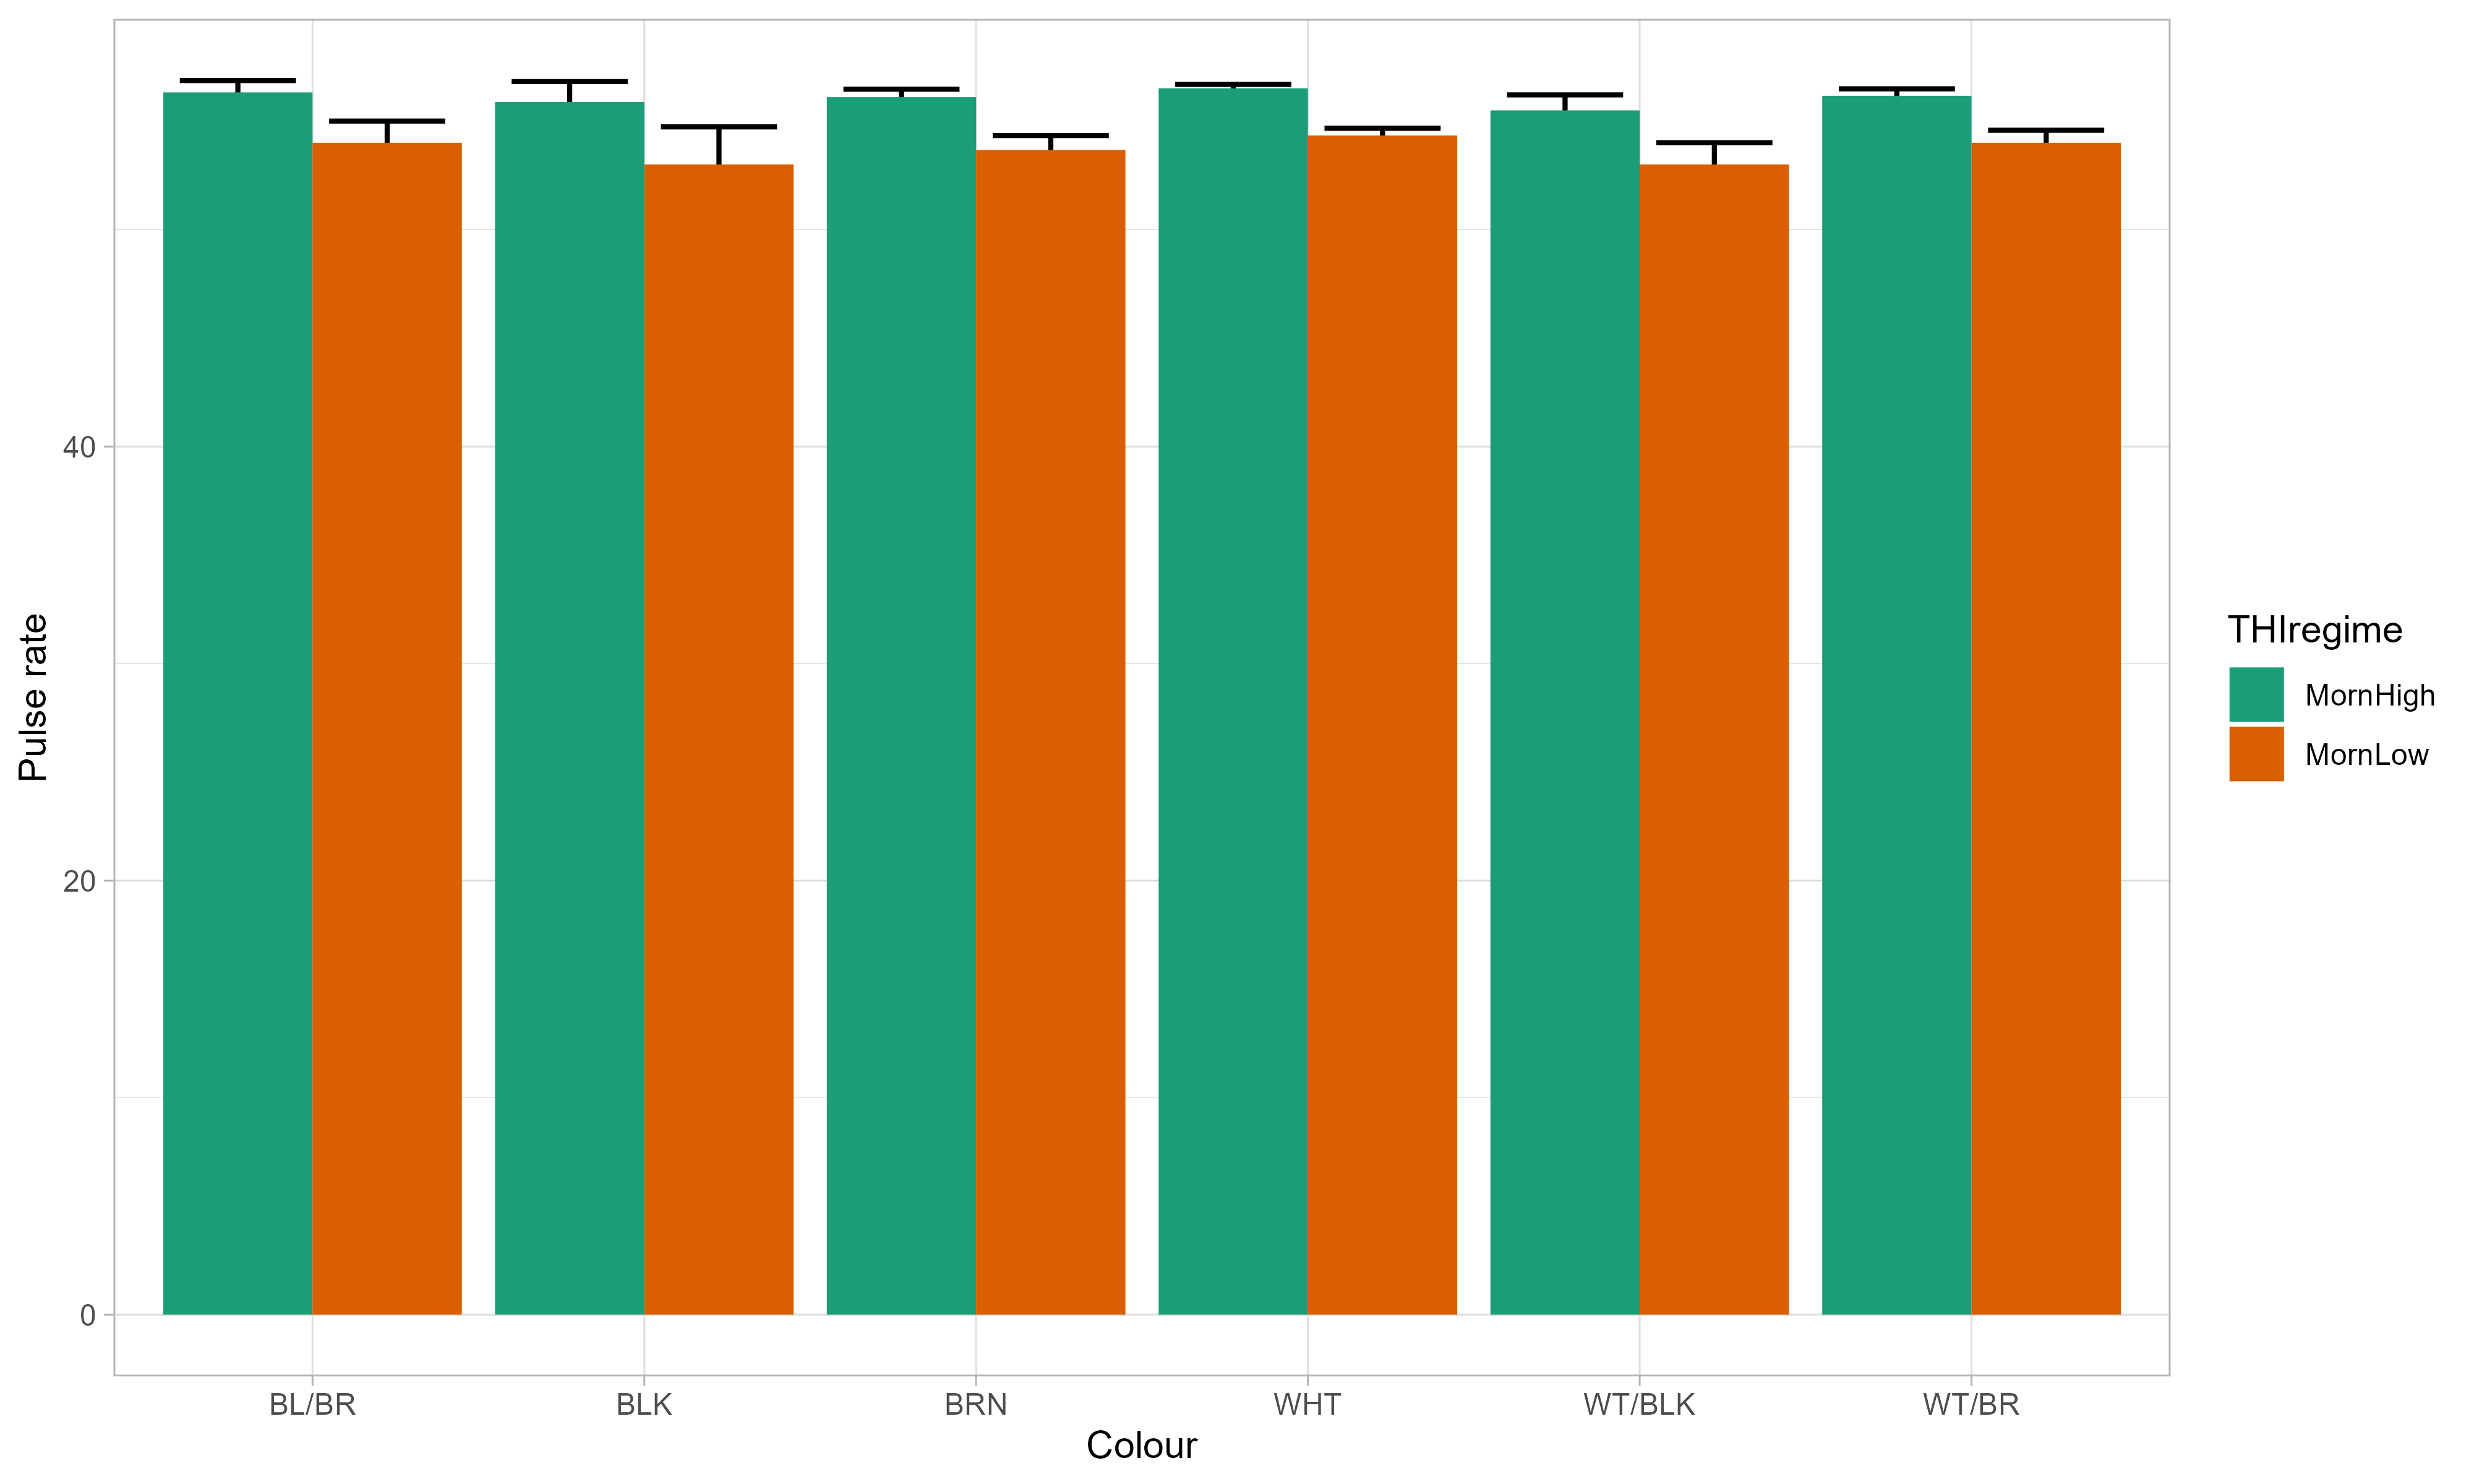 Pulse rate
40
20
0
BL/BR BLK BRN WHT WT/BLK WT/BR
Colour
THIregime
MornHigh
MornLow